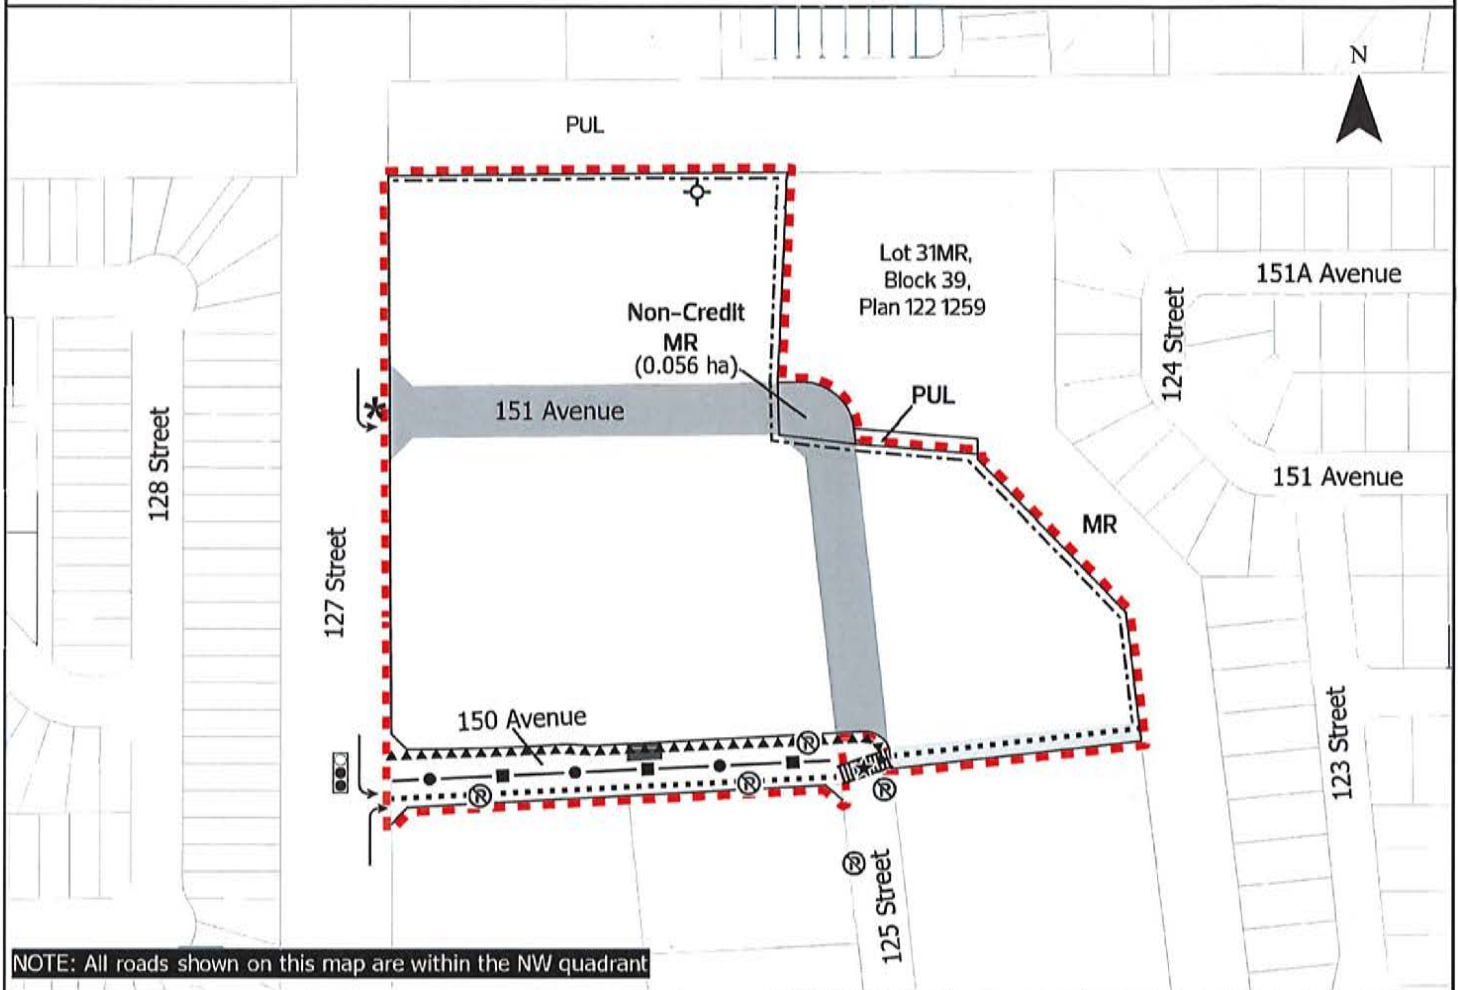 N
PUL
Lot 31MR,
Block 39,
Plan 122 1259
151A Avenue
124 Street
Non-Credit
MR
(0.056 ha)
PUL
151 Avenue
128 Street
151 Avenue
MR
127 Street
150 Avenue
123 Street
125 Street
NOTE: All roads shown on this map are within the NW quadrant